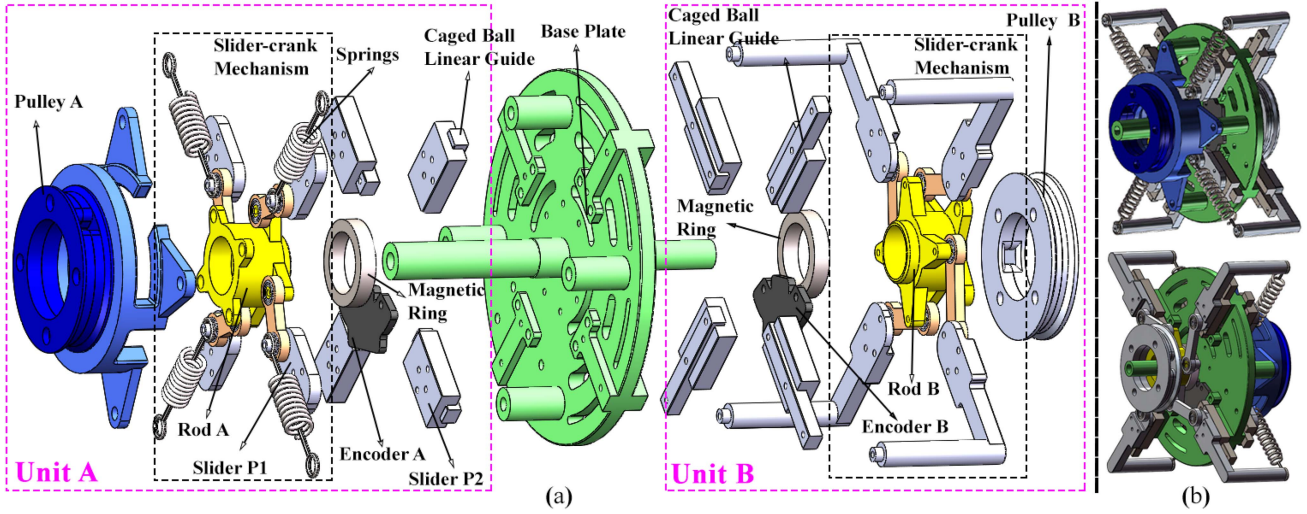 Pulley A
Slider-crank
Mechanism
Springs
Caged Ball
Linear Guide
Base Plate
Magnetic
Ring
Rod A
Slider P1
Encoder A
Slider P2
Unit A
Caged Ball
Linear Guide
Slider-crank
Mechanism
Pulley B
Magnetic
Ring
Rod B
Encoder B
Unit B
(a)
(b)